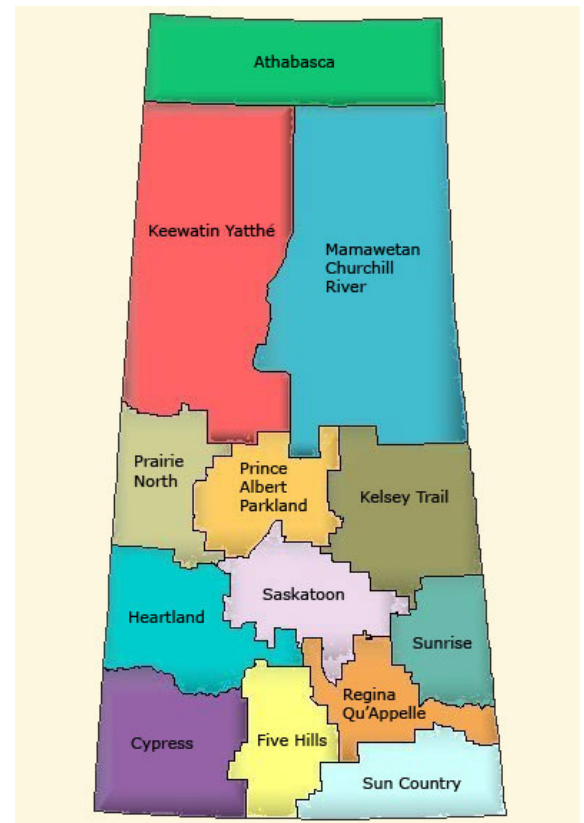 Athabasca
Keewatin Yatthé
Mamawetan
Churchill
River
Prairie
North
Prince
Albert
Parkland
Kelsey Trail
Saskatoon
Heartland
Sunrise
Regina
Qu'Appelle
Cypress
Five Hills
Sun Country